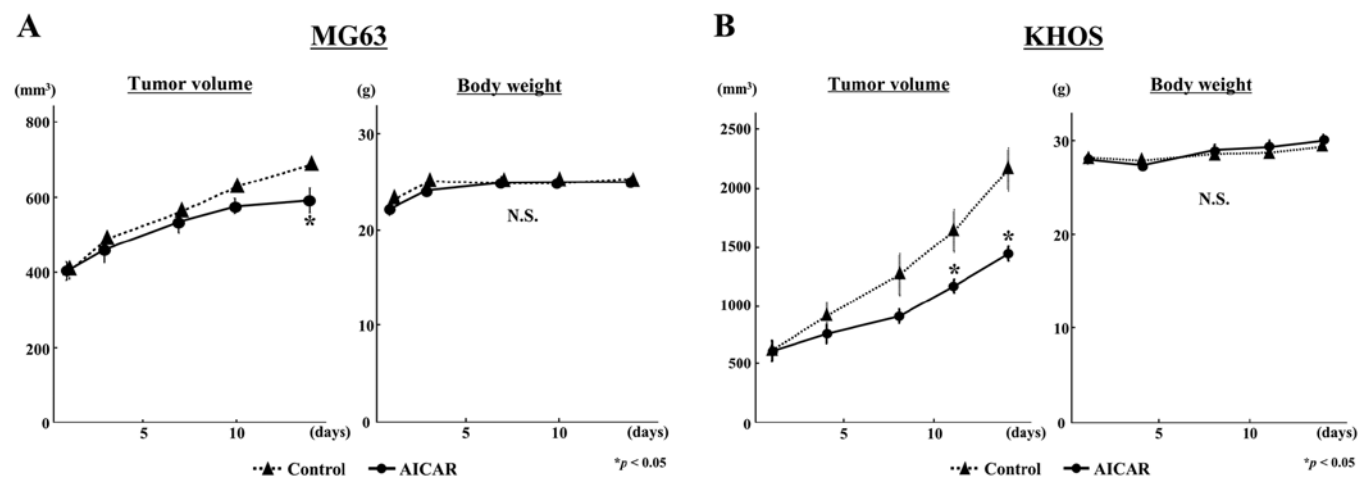 A
MG63
Tumor volume
(mm³)
800
600
400
200
0
5
10
(days)
*
Body weight
(g)
30
20
10
0
5
10
(days)
N.S.
Control
AICAR
*p < 0.05
B
KHOS
Tumor volume
(mm³)
2500
2000
1500
1000
500
0
5
10
(days)
*
*
Body weight
(g)
30
20
10
0
5
10
(days)
N.S.
Control
AICAR
*p < 0.05